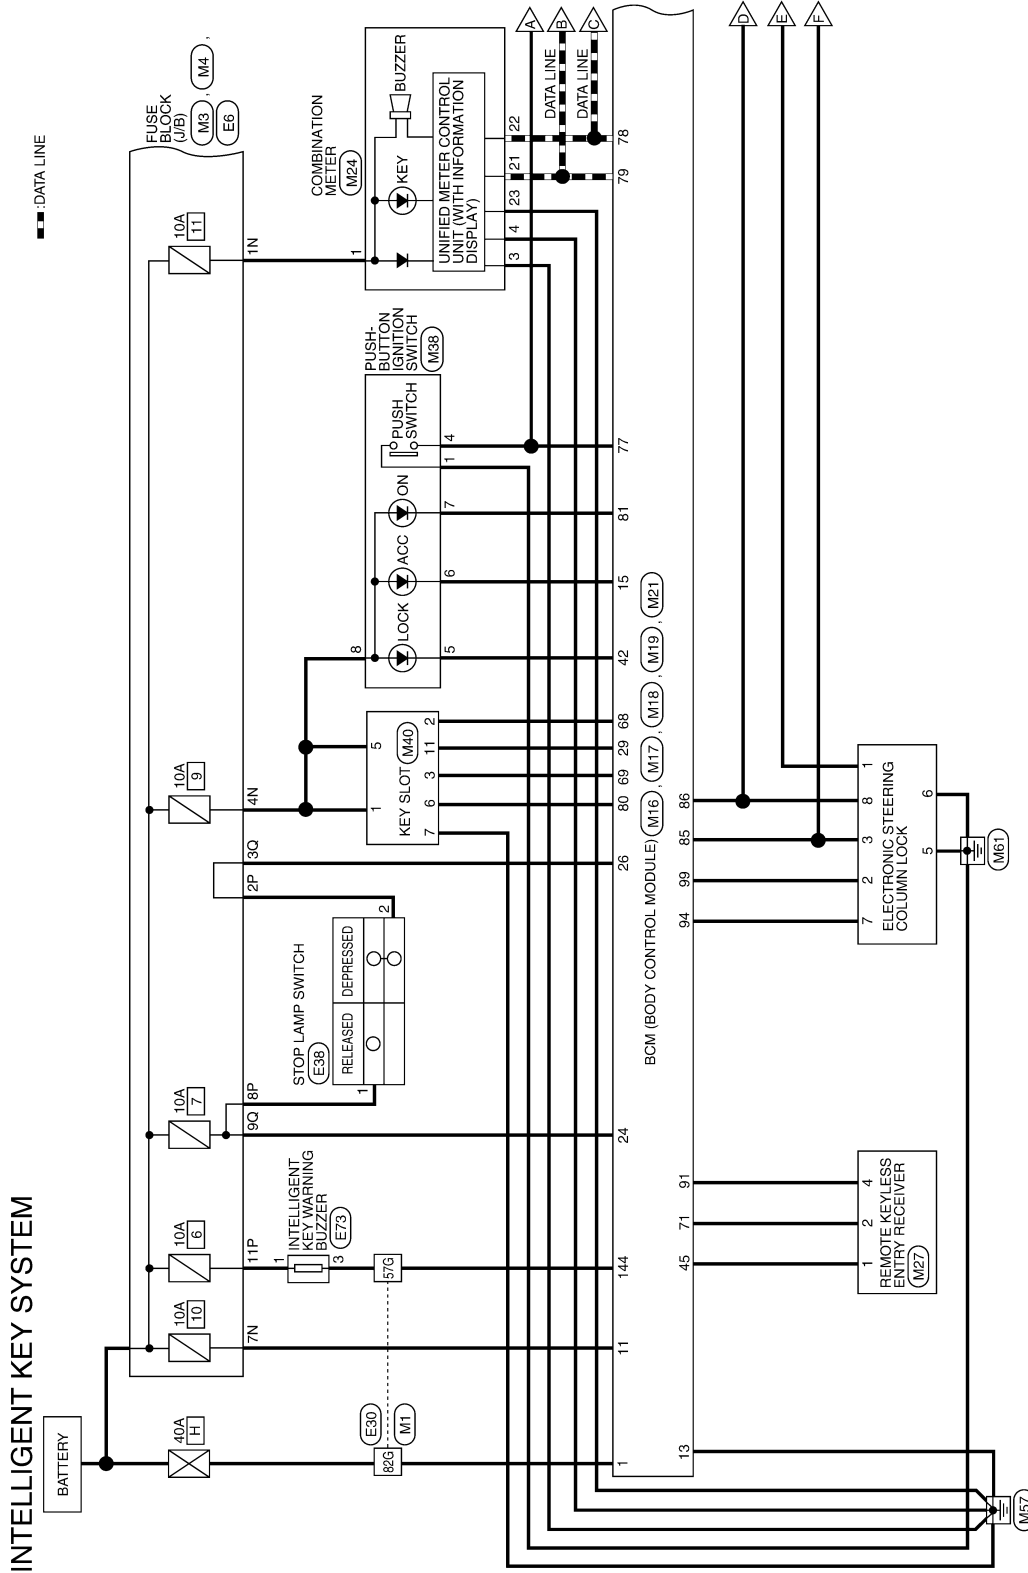 INTELLIGENT KEY SYSTEM
:DATA LINE
BATTERY
40A
H
FUSE
BLOCK
(J/B)
M3
,
M4
,
E6
10A
10
10A
6
10A
7
10A
9
10A
11
7N
11P
9Q
8P
2P
3Q
4N
1N
E30
M1
82G
57G
1
3
INTELLIGENT
KEY WARNING
BUZZER
E73
STOP LAMP SWITCH
E38
RELEASED
DEPRESSED
1
2
KEY SLOT
M40
1
5
7
6
3
11
2
PUSH-
BUTTON
IGNITION
SWITCH
M38
8
LOCK
ACC
ON
PUSH
SWITCH
5
6
7
1
4
COMBINATION
METER
M24
1
KEY
BUZZER
UNIFIED METER CONTROL
UNIT (WITH INFORMATION
DISPLAY)
3
4
23
21
22
A
B
C
DATA LINE
DATA LINE
1
11
144
24
26
80
69
29
68
42
15
81
77
79
78
BCM (BODY CONTROL MODULE)
M16
,
M17
,
M18
,
M19
,
M21
13
45
71
91
94
99
85
86
D
E
F
1
2
4
REMOTE KEYLESS
ENTRY RECEIVER
M27
7
2
3
8
1
ELECTRONIC STEERING
COLUMN LOCK
5
6
M61
M57